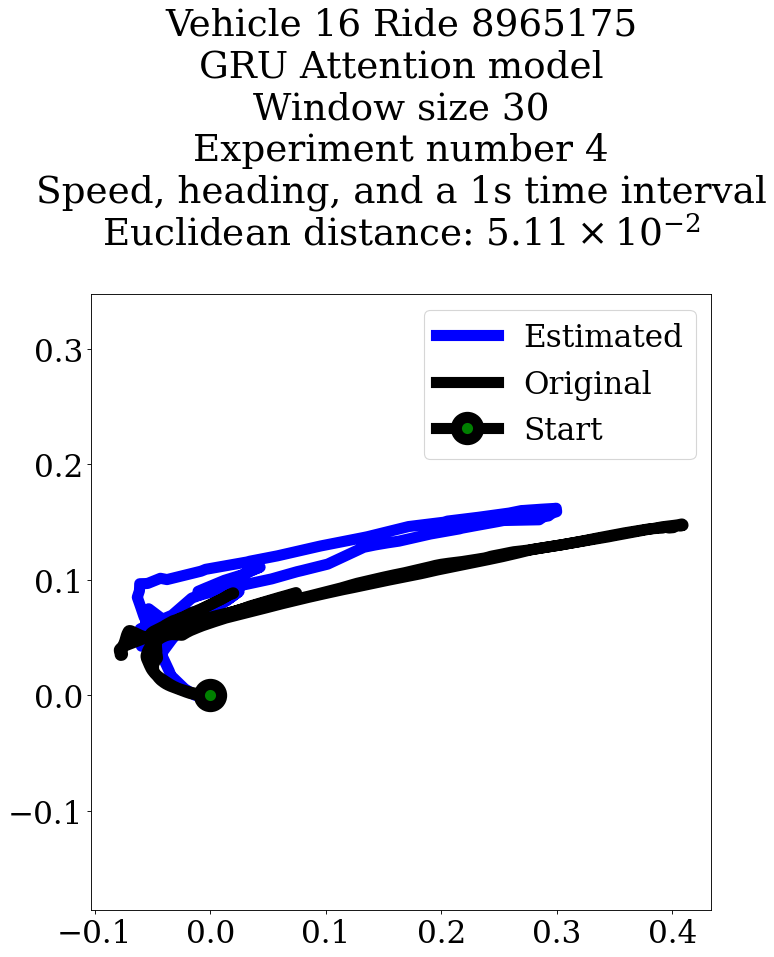 Vehicle 16 Ride 8965175
GRU Attention model
Window size 30
Experiment number 4
Speed, heading, and a 1s time interval
Euclidean distance: 5.11 × 10⁻²
Estimated
Original
Start
0.3
0.2
0.1
0.0
−0.1
−0.1 0.0 0.1 0.2 0.3 0.4